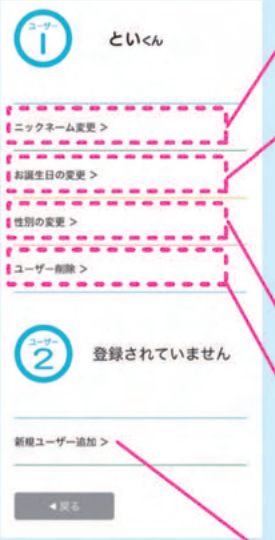 ユーザー
1
といくん
ニックネーム変更 >
お誕生日の変更 >
性別の変更 >
ユーザー削除 >
ユーザー
2
登録されていません
新規ユーザー追加 >
◀戻る